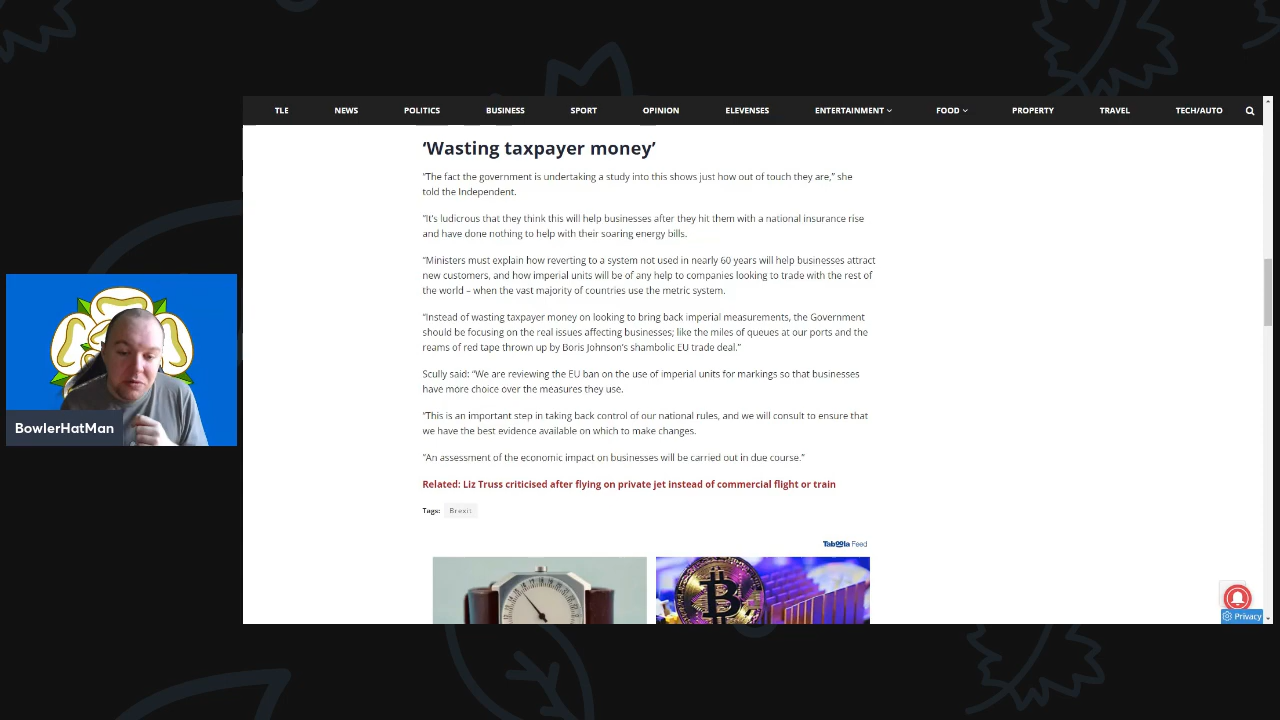 TLE NEWS POLITICS BUSINESS SPORT OPINION ELEVENSES ENTERTAINMENT FOOD PROPERTY TRAVEL TECH/AUTO
‘Wasting taxpayer money’
“The fact the government is undertaking a study into this shows just how out of touch they are,” she
told the Independent.
“It’s ludicrous that they think this will help businesses after they hit them with a national insurance rise
and have done nothing to help with their soaring energy bills.
“Ministers must explain how reverting to a system not used in nearly 60 years will help businesses attract
new customers, and how imperial units will be of any help to companies looking to trade with the rest of
the world – when the vast majority of countries use the metric system.
“Instead of wasting taxpayer money on looking to bring back imperial measurements, the Government
should be focusing on the real issues affecting businesses; like the miles of queues at our ports and the
reams of red tape thrown up by Boris Johnson’s shambolic EU trade deal.”
Scully said: “We are reviewing the EU ban on the use of imperial units for markings so that businesses
have more choice over the measures they use.
“This is an important step in taking back control of our national rules, and we will consult to ensure that
we have the best evidence available on which to make changes.
“An assessment of the economic impact on businesses will be carried out in due course.”
Related: Liz Truss criticised after flying on private jet instead of commercial flight or train
Tags: Brexit
Taboola Feed
BowlerHatMan
Privacy